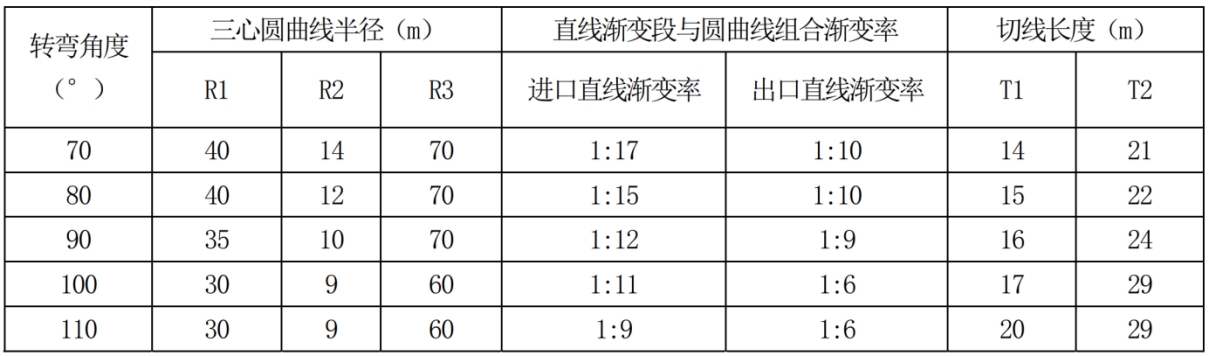 转弯角度（°） 三心圆曲线半径（m） 直线渐变段与圆曲线组合渐变率 切线长度（m）
R1 R2 R3 进口直线渐变率 出口直线渐变率 T1 T2
70 40 14 70 1:17 1:10 14 21
80 40 12 70 1:15 1:10 15 22
90 35 10 70 1:12 1:9 16 24
100 30 9 60 1:11 1:6 17 29
110 30 9 60 1:9 1:6 20 29